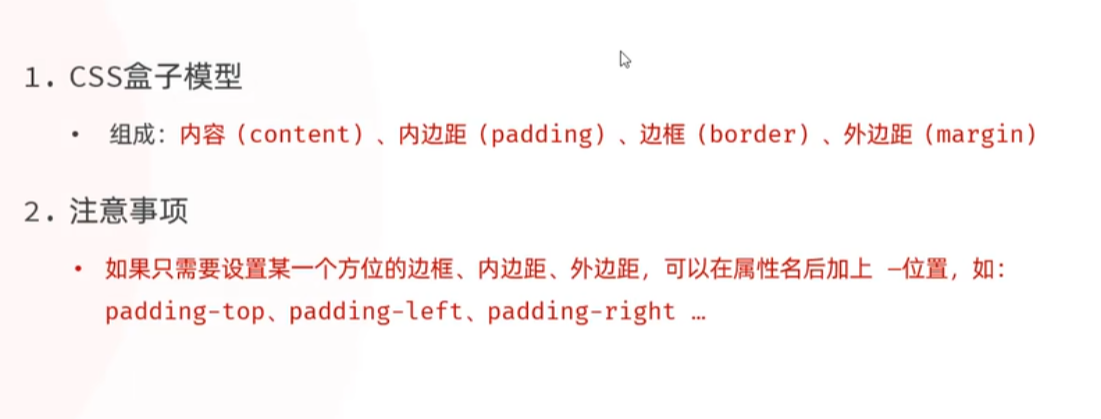 1. CSS盒子模型
• 组成：内容（content）、内边距（padding）、边框（border）、外边距（margin）
2. 注意事项
• 如果只需要设置某一个方位的边框、内边距、外边距，可以在属性名后加上 –位置，如：
padding-top、padding-left、padding-right …